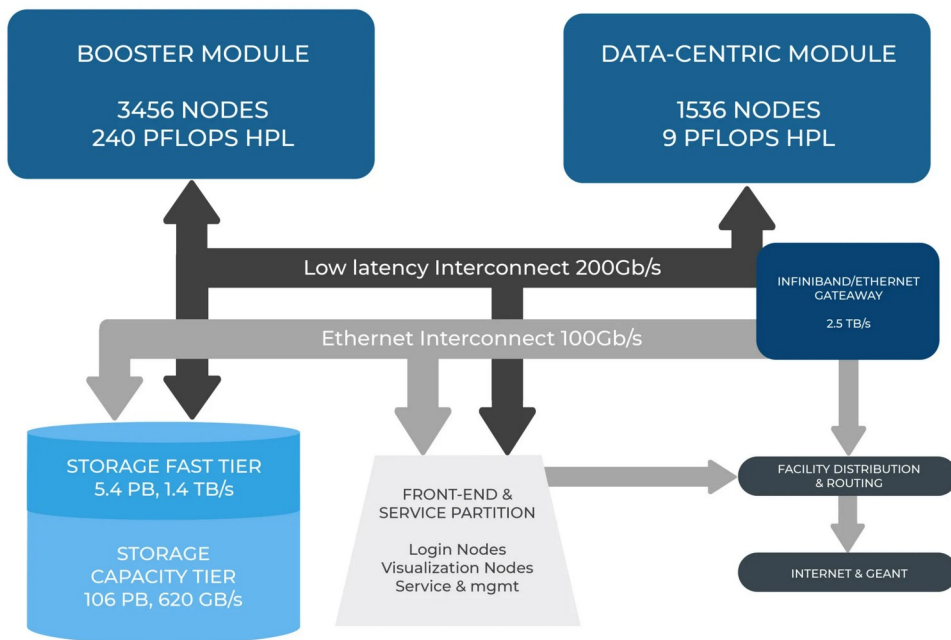 BOOSTER MODULE
3456 NODES
240 PFLOPS HPL
DATA-CENTRIC MODULE
1536 NODES
9 PFLOPS HPL
Low latency Interconnect 200Gb/s
INFINIBAND/ETHERNET
GATEAWAY
2.5 TB/s
Ethernet Interconnect 100Gb/s
STORAGE FAST TIER
5.4 PB, 1.4 TB/s
STORAGE
CAPACITY TIER
106 PB, 620 GB/s
FRONT-END &
SERVICE PARTITION
Login Nodes
Visualization Nodes
Service & mgmt
FACILITY DISTRIBUTION
& ROUTING
INTERNET & GEANT